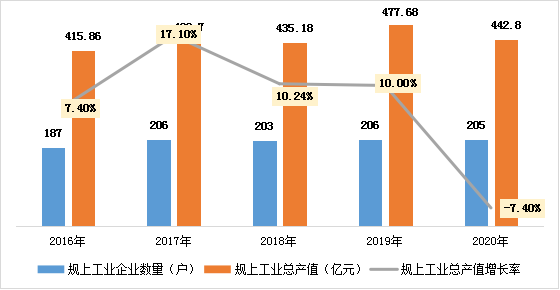 415.86
17.10%
435.18
477.68
442.8
7.40%
10.24%
10.00%
-7.40%
187
206
203
206
205
2016年
2017年
2018年
2019年
2020年
规上工业企业数量（户）
规上工业总产值（亿元）
规上工业总产值增长率